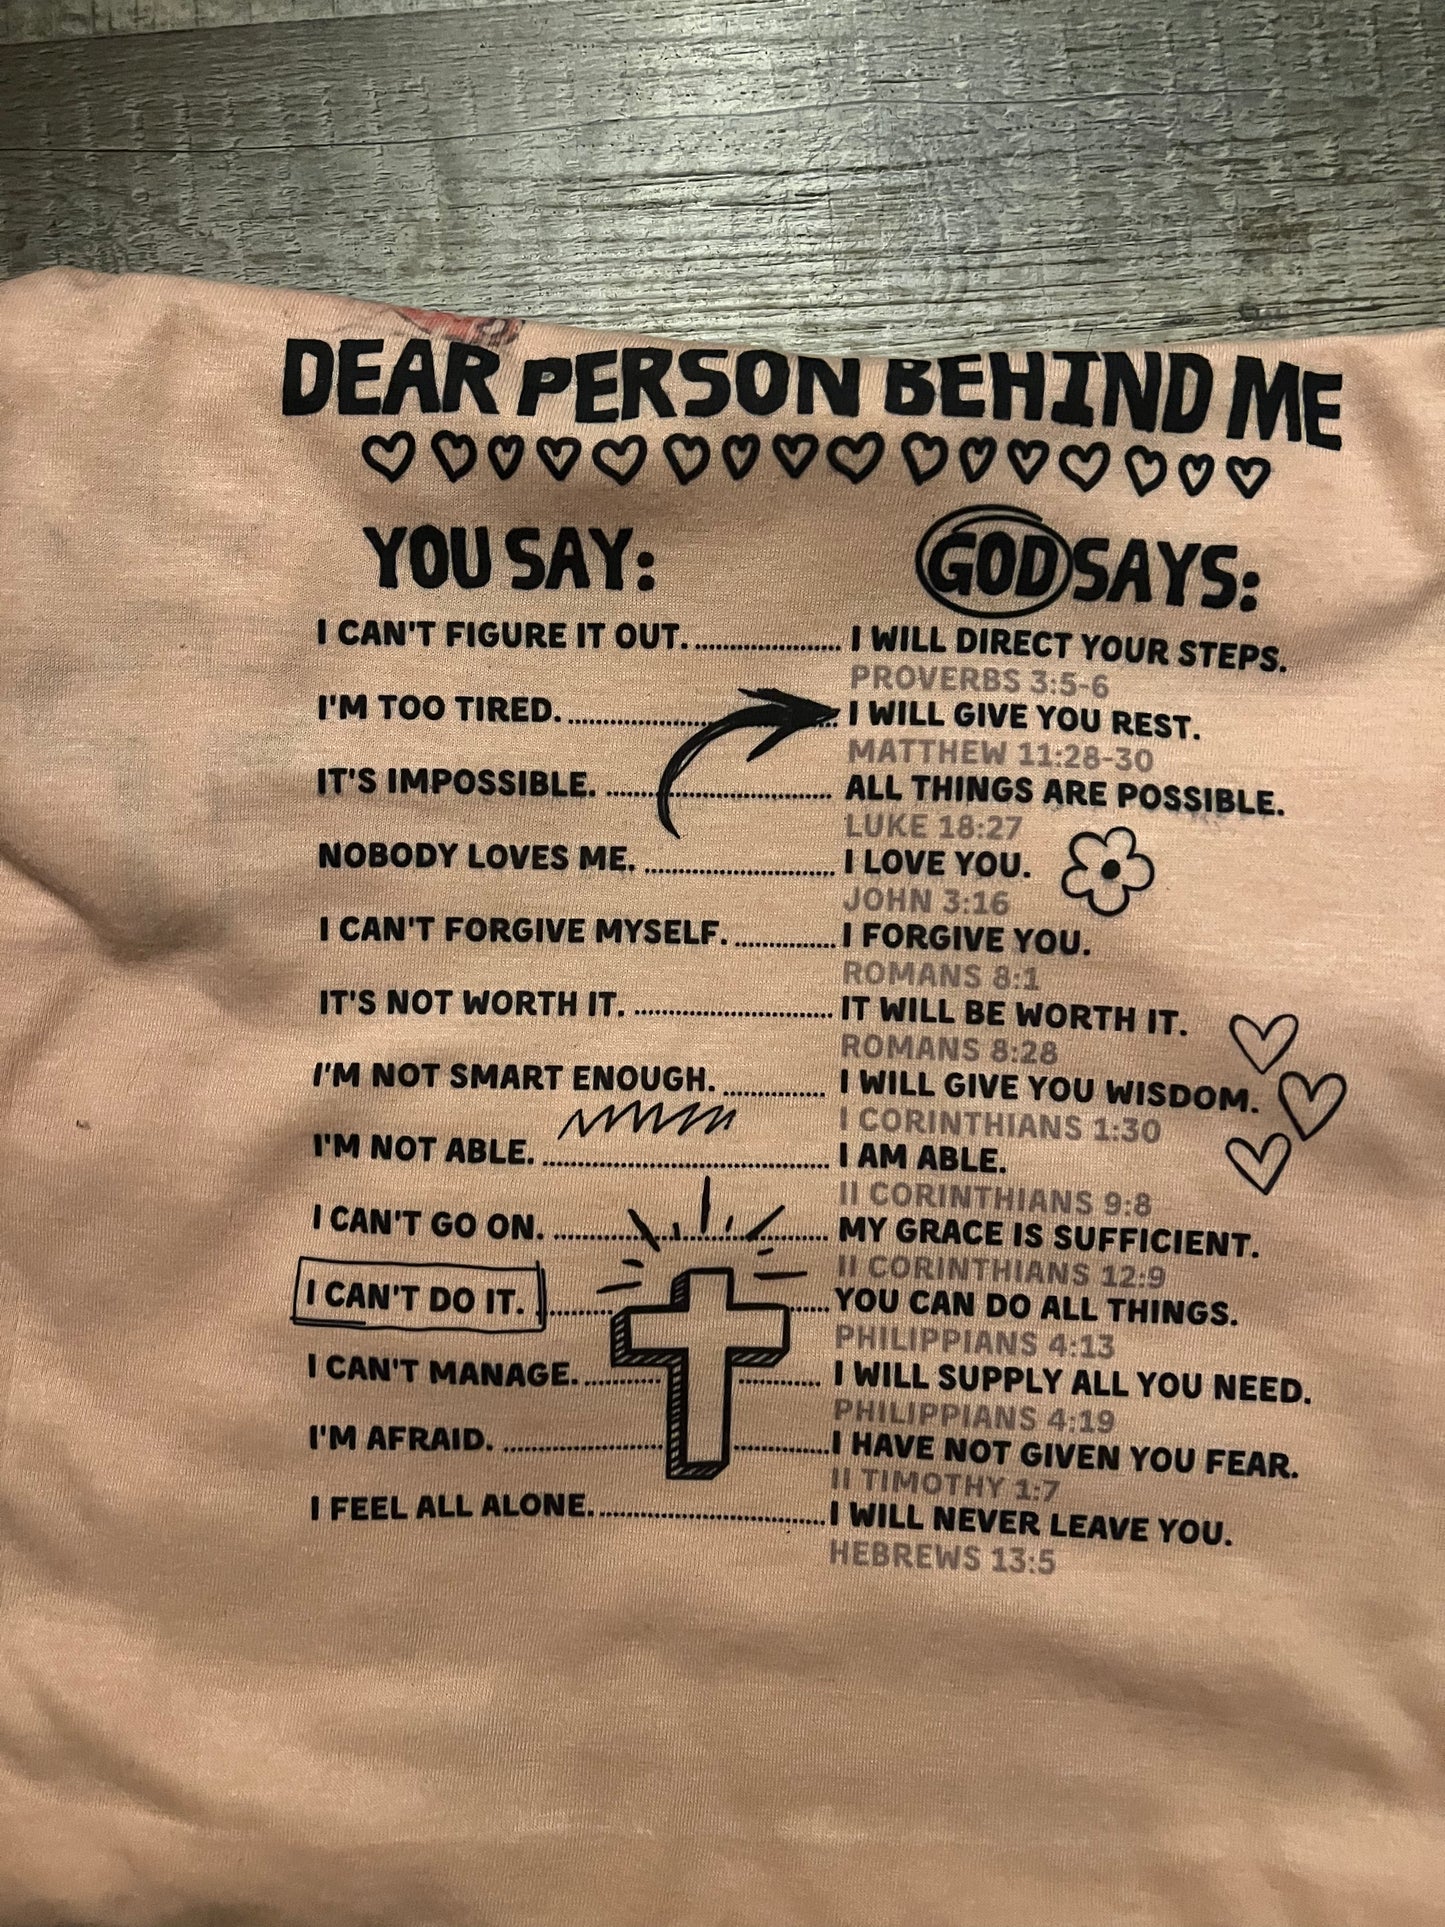 DEAR PERSON BEHIND ME
YOU SAY: GOD SAYS:
I CAN'T FIGURE IT OUT. .................... I WILL DIRECT YOUR STEPS.
PROVERBS 3:5-6
I'M TOO TIRED. .................... I WILL GIVE YOU REST.
MATTHEW 11:28-30
IT'S IMPOSSIBLE. .................... ALL THINGS ARE POSSIBLE.
LUKE 18:27
NOBODY LOVES ME. .................... I LOVE YOU.
JOHN 3:16
I CAN'T FORGIVE MYSELF. .................... I FORGIVE YOU.
ROMANS 8:1
IT'S NOT WORTH IT. .................... IT WILL BE WORTH IT.
ROMANS 8:28
I'M NOT SMART ENOUGH. .................... I WILL GIVE YOU WISDOM.
I CORINTHIANS 1:30
I'M NOT ABLE. .................... I AM ABLE.
II CORINTHIANS 9:8
I CAN'T GO ON. .................... MY GRACE IS SUFFICIENT.
II CORINTHIANS 12:9
I CAN'T DO IT. .................... YOU CAN DO ALL THINGS.
PHILIPPIANS 4:13
I CAN'T MANAGE. .................... I WILL SUPPLY ALL YOU NEED.
PHILIPPIANS 4:19
I'M AFRAID. .................... I HAVE NOT GIVEN YOU FEAR.
II TIMOTHY 1:7
I FEEL ALL ALONE. .................... I WILL NEVER LEAVE YOU.
HEBREWS 13:5